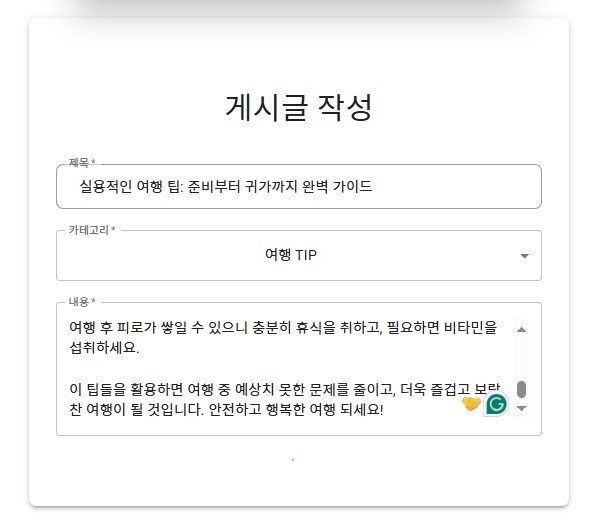 게시글 작성
제목 *
실용적인 여행 팁: 준비부터 귀가까지 완벽 가이드
카테고리 *
여행 TIP
내용 *
여행 후 피로가 쌓일 수 있으니 충분히 휴식을 취하고, 필요하면 비타민을
섭취하세요.
이 팁들을 활용하면 여행 중 예상치 못한 문제를 줄이고, 더욱 즐겁고 보람
찬 여행이 될 것입니다. 안전하고 행복한 여행 되세요!